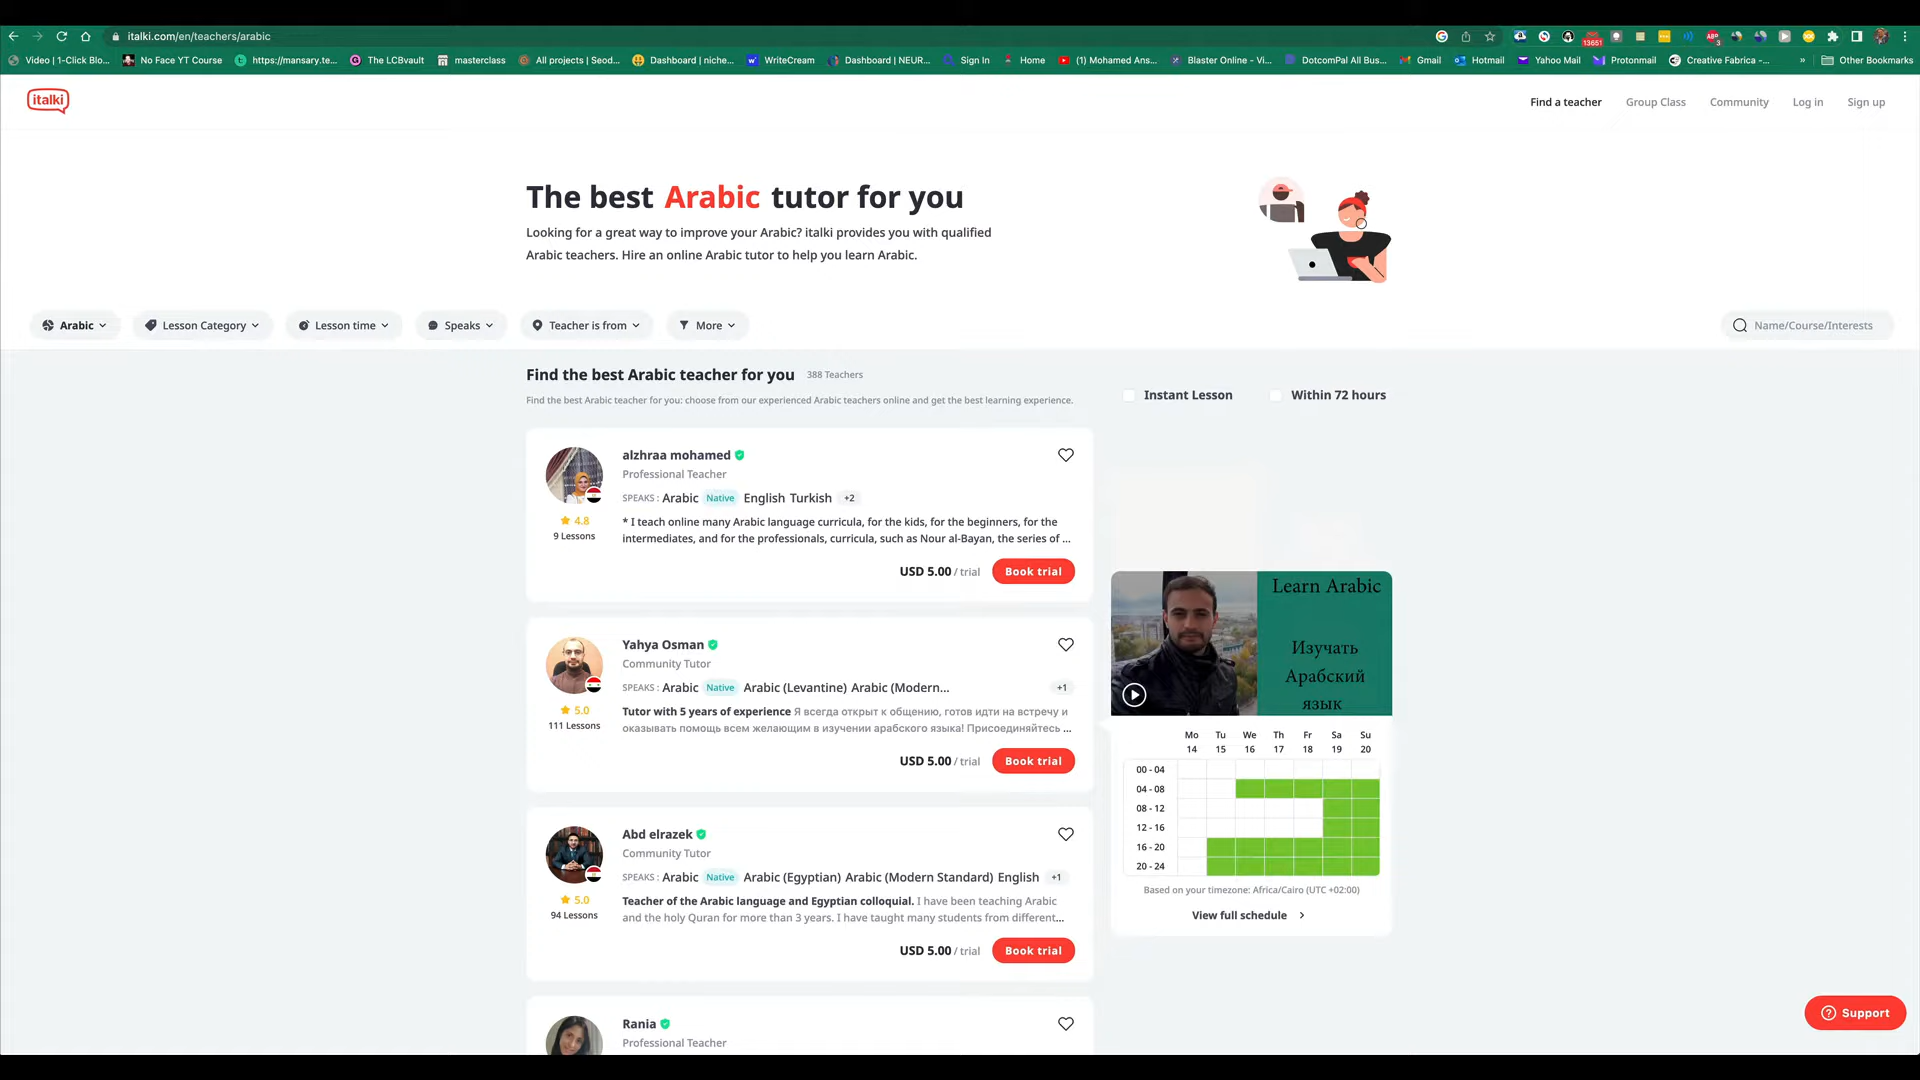 italki.com/en/teachers/arabic
13651
ABP
3
Video | 1-Click Blo...
No Face YT Course
https://mansary.te...
The LCBvault
masterclass
All projects | Seod...
Dashboard | niche...
WriteCream
Dashboard | NEUR...
Sign In
Home
(1) Mohamed Ans...
Blaster Online - Vi...
DotcomPal All Bus...
Gmail
Hotmail
Yahoo Mail
Protonmail
Creative Fabrica –...
»
Other Bookmarks
italki
Find a teacher
Group Class
Community
Log in
Sign up
The best Arabic tutor for you
Looking for a great way to improve your Arabic? italki provides you with qualified
Arabic teachers. Hire an online Arabic tutor to help you learn Arabic.
Arabic
Lesson Category
Lesson time
Speaks
Teacher is from
More
Name/Course/Interests
Find the best Arabic teacher for you 388 Teachers
Find the best Arabic teacher for you: choose from our experienced Arabic teachers online and get the best learning experience.
Instant Lesson
Within 72 hours
alzhraa mohamed
Professional Teacher
SPEAKS : Arabic Native English Turkish +2
4.8
9 Lessons
* I teach online many Arabic language curricula, for the kids, for the beginners, for the
intermediates, and for the professionals, curricula, such as Nour al-Bayan, the series of ...
USD 5.00 / trial
Book trial
Yahya Osman
Community Tutor
SPEAKS : Arabic Native Arabic (Levantine) Arabic (Modern... +1
5.0
111 Lessons
Tutor with 5 years of experience Я всегда открыт к общению, готов идти на встречу и
оказывать помощь всем желающим в изучении арабского языка! Присоединяйтесь ...
USD 5.00 / trial
Book trial
Abd elrazek
Community Tutor
SPEAKS : Arabic Native Arabic (Egyptian) Arabic (Modern Standard) English +1
5.0
94 Lessons
Teacher of the Arabic language and Egyptian colloquial. I have been teaching Arabic
and the holy Quran for more than 3 years. I have taught many students from different...
USD 5.00 / trial
Book trial
Rania
Professional Teacher
Learn Arabic
Изучать
Арабский
язык
Mo Tu We Th Fr Sa Su
14 15 16 17 18 19 20
00 - 04
04 - 08
08 - 12
12 - 16
16 - 20
20 - 24
Based on your timezone: Africa/Cairo (UTC +02:00)
View full schedule
Support